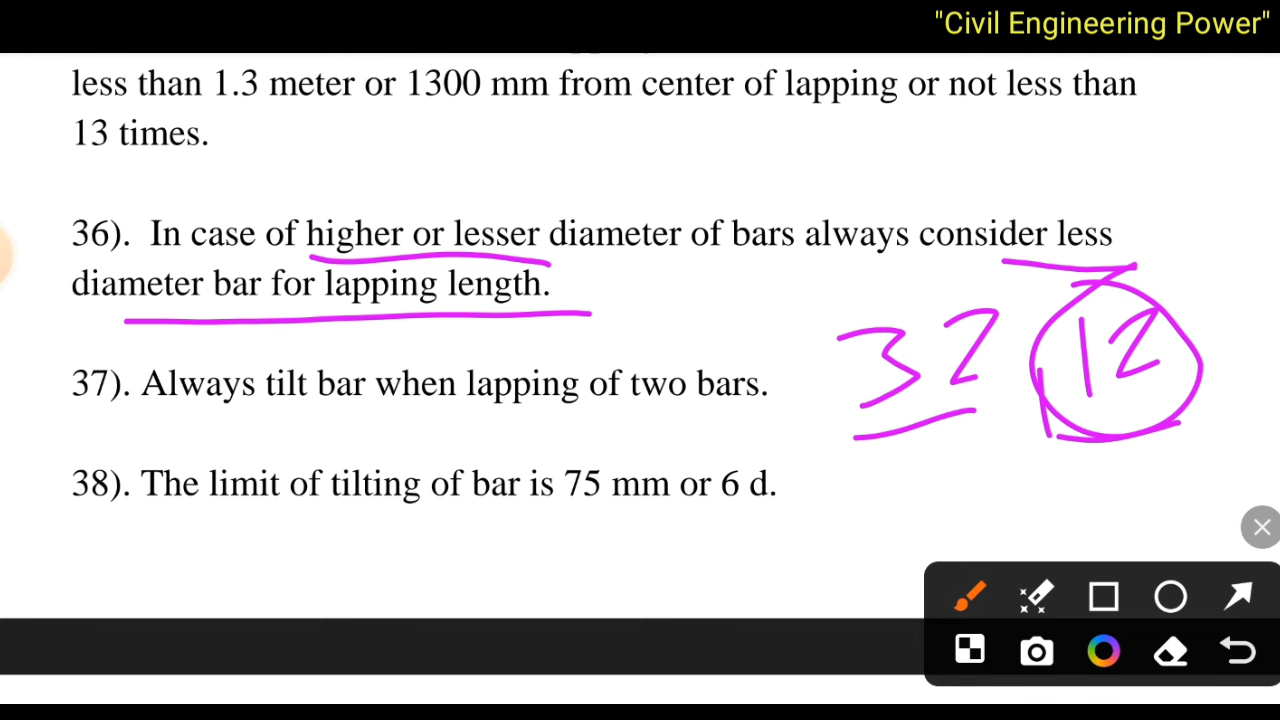 "Civil Engineering Power"
less than 1.3 meter or 1300 mm from center of lapping or not less than
13 times.
36). In case of higher or lesser diameter of bars always consider less
diameter bar for lapping length.
32 12
37). Always tilt bar when lapping of two bars.
38). The limit of tilting of bar is 75 mm or 6 d.